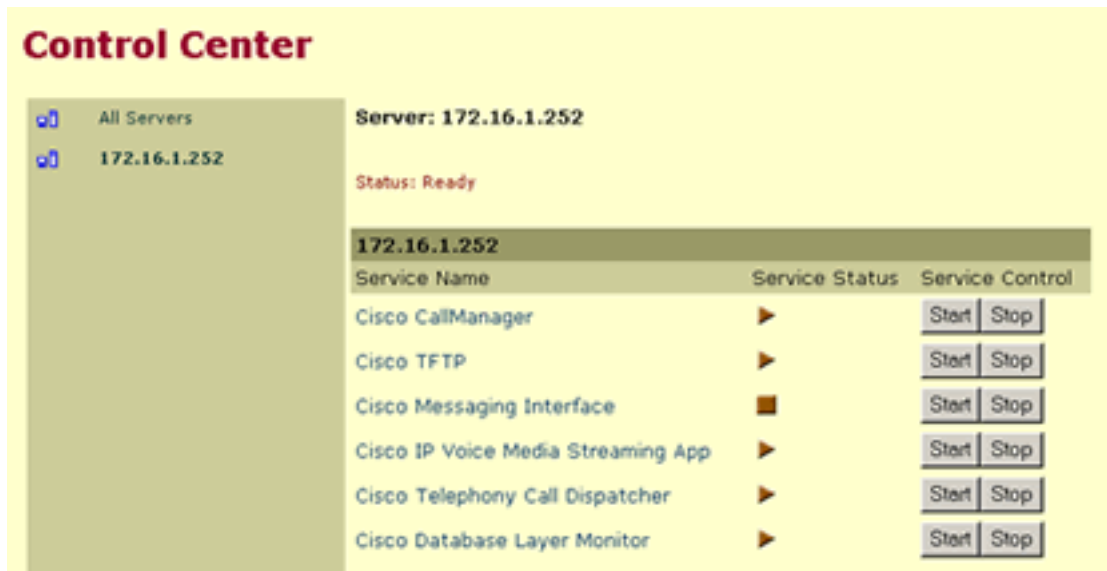 Control Center
All Servers
172.16.1.252
Server: 172.16.1.252
Status: Ready
172.16.1.252
Service Name Service Status Service Control
Cisco CallManager Start Stop
Cisco TFTP Start Stop
Cisco Messaging Interface Start Stop
Cisco IP Voice Media Streaming App Start Stop
Cisco Telephony Call Dispatcher Start Stop
Cisco Database Layer Monitor Start Stop